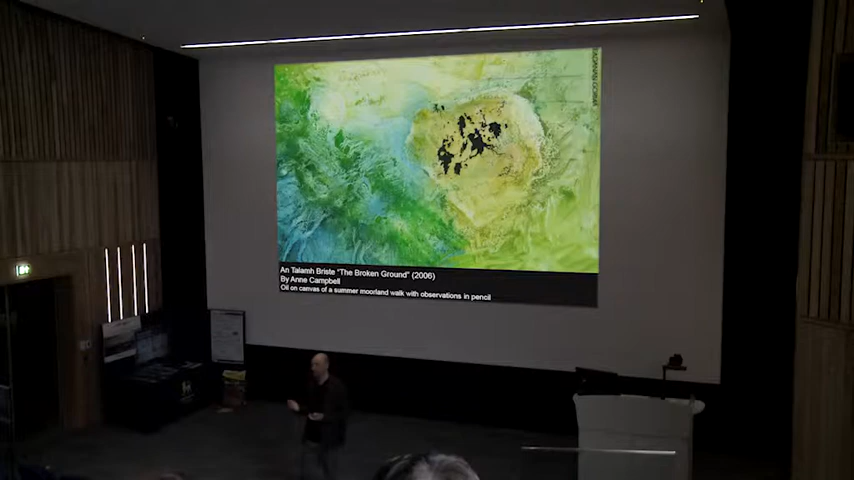 An Talamh Briste “The Broken Ground” (2006)
By Anne Campbell
Oil on canvas of a summer moorland walk with observations in pencil